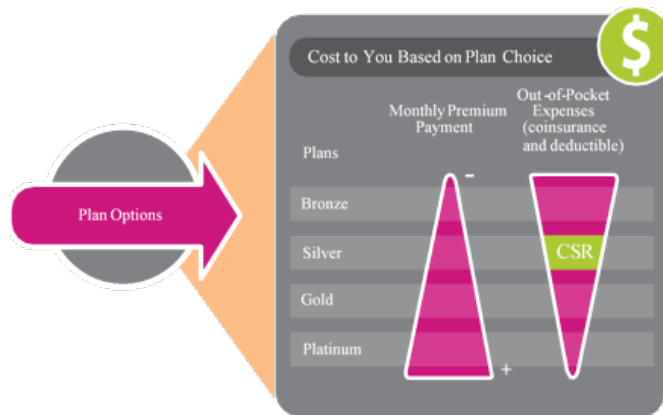 $
Cost to You Based on Plan Choice
Monthly Premium
Payment
Out-of-Pocket
Expenses
(coinsurance
and deductible)
Plans
-
Bronze
Silver
CSR
Gold
Platinum
+
Plan Options